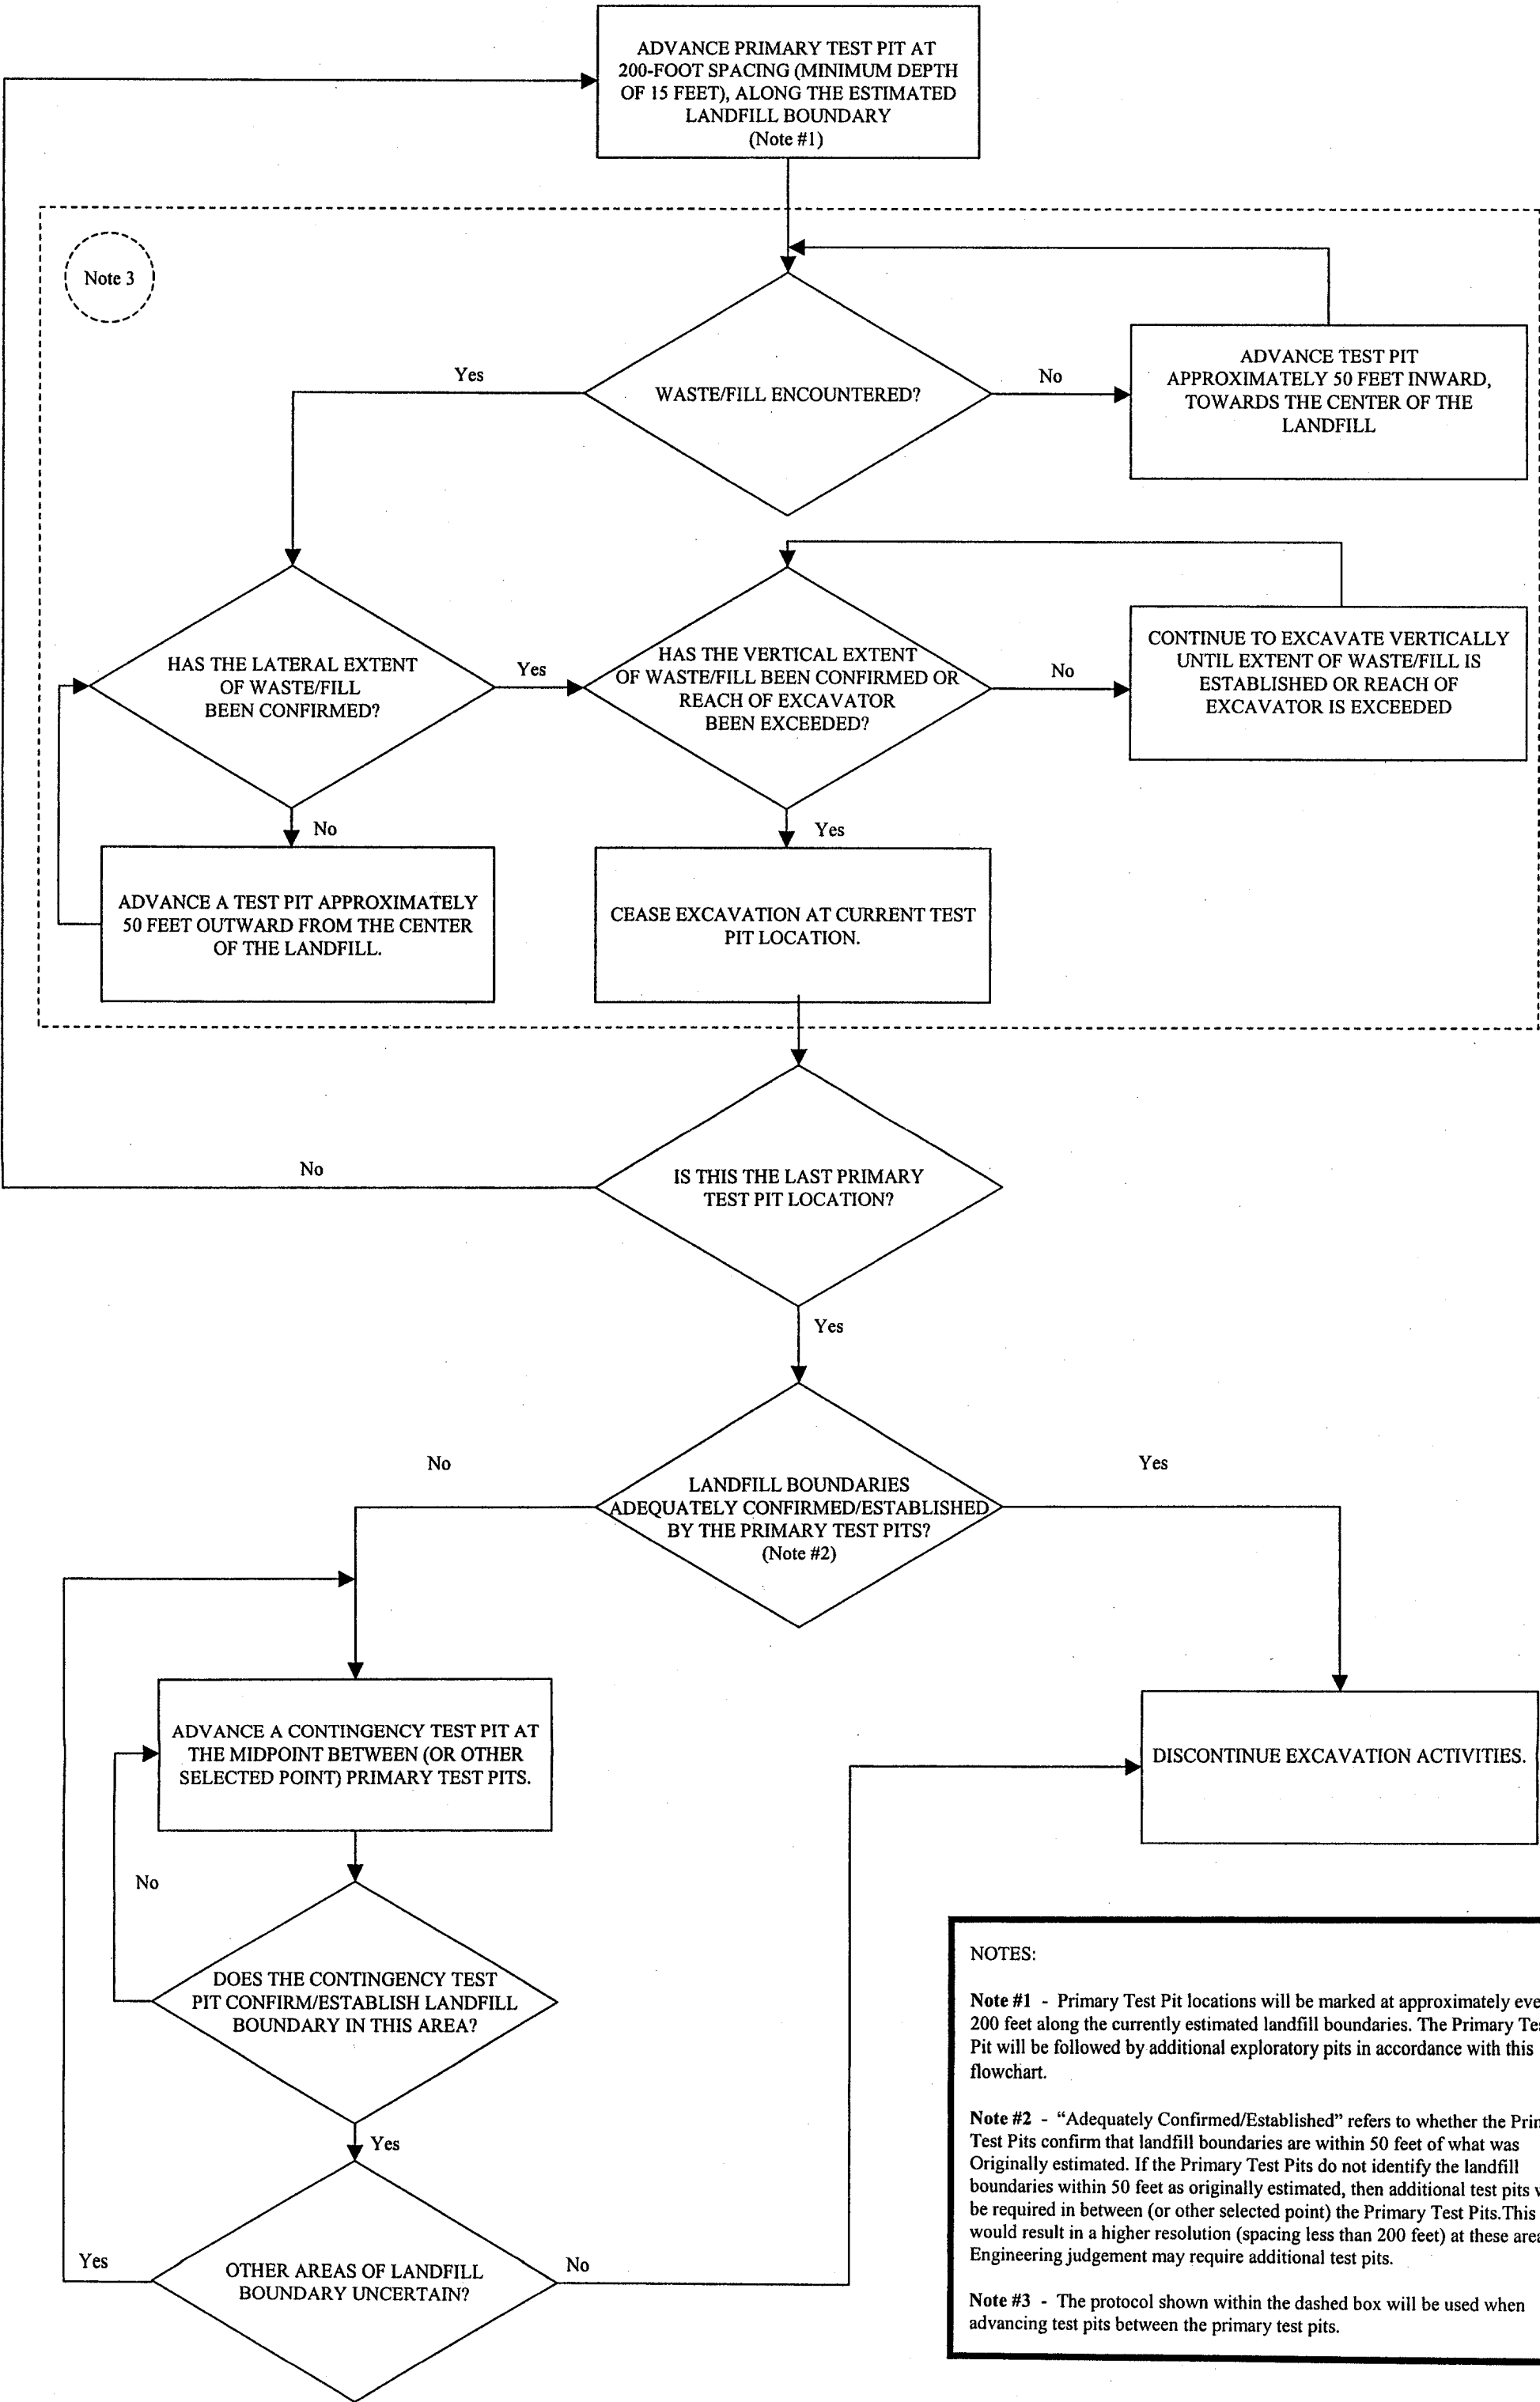 ADVANCE PRIMARY TEST PIT AT
200-FOOT SPACING (MINIMUM DEPTH
OF 15 FEET), ALONG THE ESTIMATED
LANDFILL BOUNDARY
(Note #1)
Note 3
Yes
WASTE/FILL ENCOUNTERED?
No
ADVANCE TEST PIT
APPROXIMATELY 50 FEET INWARD,
TOWARDS THE CENTER OF THE
LANDFILL
HAS THE LATERAL EXTENT
OF WASTE/FILL
BEEN CONFIRMED?
Yes
HAS THE VERTICAL EXTENT
OF WASTE/FILL BEEN CONFIRMED OR
REACH OF EXCAVATOR
BEEN EXCEEDED?
No
CONTINUE TO EXCAVATE VERTICALLY
UNTIL EXTENT OF WASTE/FILL IS
ESTABLISHED OR REACH OF
EXCAVATOR IS EXCEEDED
No
Yes
ADVANCE A TEST PIT APPROXIMATELY
50 FEET OUTWARD FROM THE CENTER
OF THE LANDFILL.
CEASE EXCAVATION AT CURRENT TEST
PIT LOCATION.
No
IS THIS THE LAST PRIMARY
TEST PIT LOCATION?
Yes
No
LANDFILL BOUNDARIES
ADEQUATELY CONFIRMED/ESTABLISHED
BY THE PRIMARY TEST PITS?
(Note #2)
Yes
ADVANCE A CONTINGENCY TEST PIT AT
THE MIDPOINT BETWEEN (OR OTHER
SELECTED POINT) PRIMARY TEST PITS.
DISCONTINUE EXCAVATION ACTIVITIES.
No
DOES THE CONTINGENCY TEST
PIT CONFIRM/ESTABLISH LANDFILL
BOUNDARY IN THIS AREA?
Yes
Yes
OTHER AREAS OF LANDFILL
BOUNDARY UNCERTAIN?
No
NOTES:
Note #1 - Primary Test Pit locations will be marked at approximately
200 feet along the currently estimated landfill boundaries. The Primary
Pit will be followed by additional exploratory pits in accordance with this
flowchart.
Note #2 - “Adequately Confirmed/Established” refers to whether the
Test Pits confirm that landfill boundaries are within 50 feet of what was
Originally estimated. If the Primary Test Pits do not identify the landfill
boundaries within 50 feet as originally estimated, then additional test pits
be required in between (or other selected point) the Primary Test Pits.This
would result in a higher resolution (spacing less than 200 feet) at these
Engineering judgement may require additional test pits.
Note #3 - The protocol shown within the dashed box will be used when
advancing test pits between the primary test pits.